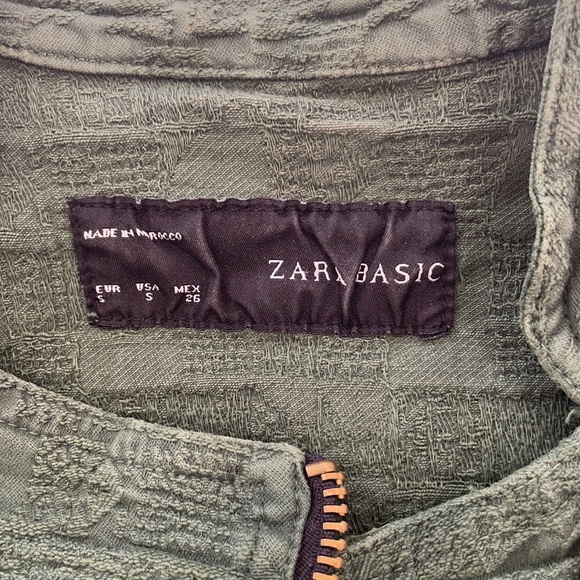 MADE IN MOROCCO
ZARA BASIC
EUR USA MEX
S S 26